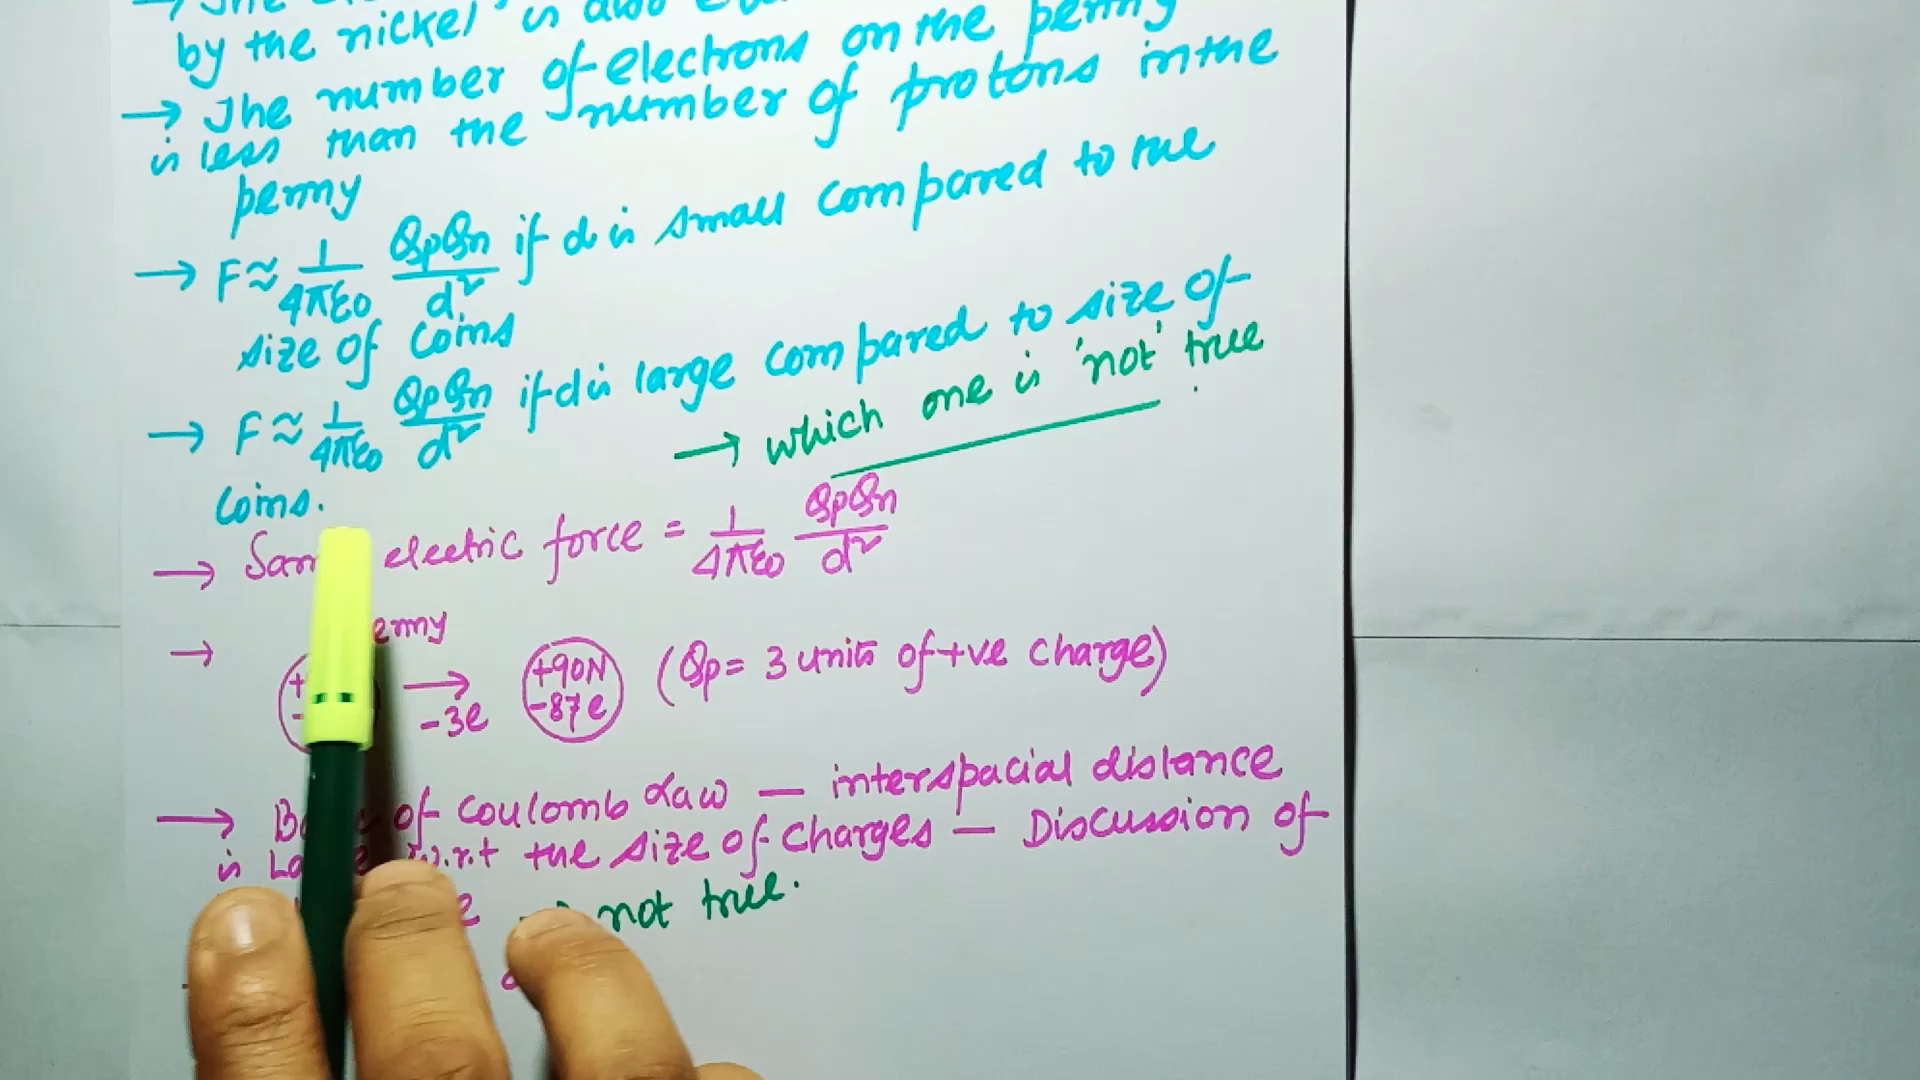 → The
by the nickel is also
→ The number of electrons on the penny
is less than the number of protons in the
penny
→ F ≈ 1/4πε0 QpQn/d² if d is small compared to the
size of coins
→ F ≈ 1/4πε0 QpQn/d² if d is large compared to size of
coins.
→ which one is 'not' true.
→ electric force = 1/4πε0 QpQn/d²
→
-3e → +90N -87e (Qp = 3 units of +ve charge)
→ of Coulomb Law — interspacial distance
is w.r.t the size of charges — Discussion of
not true.